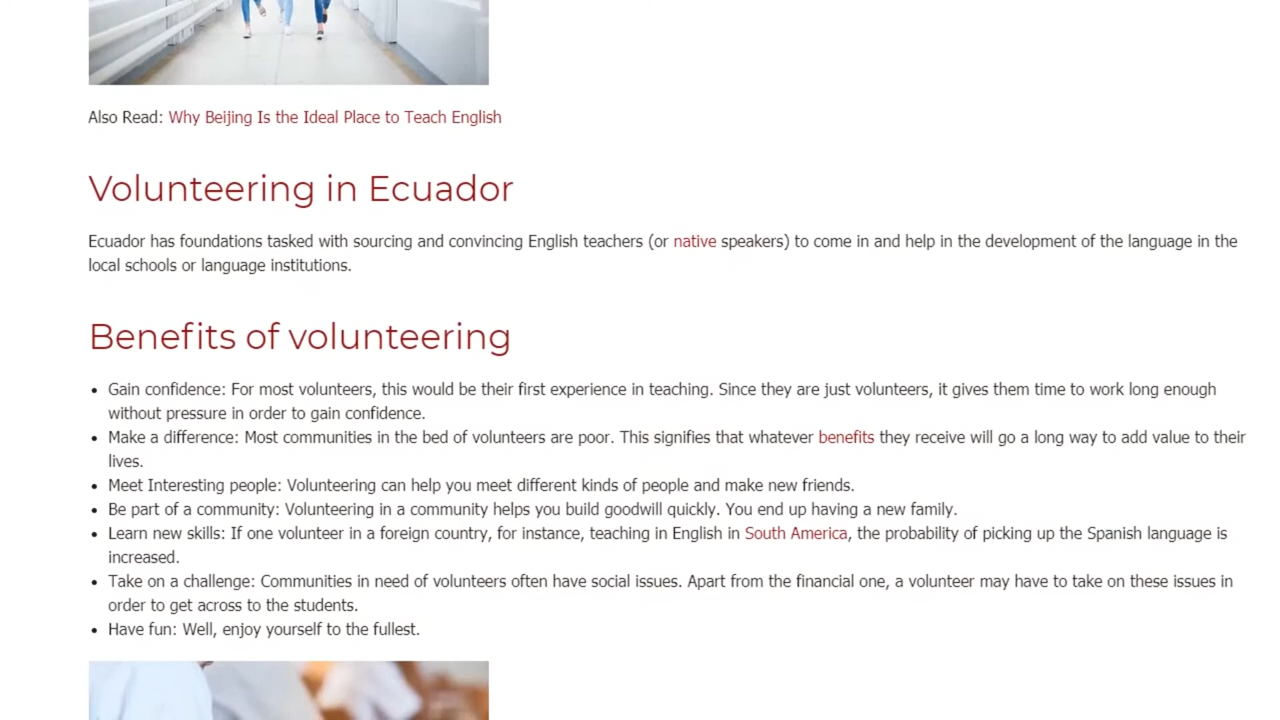 Also Read: Why Beijing Is the Ideal Place to Teach English
Volunteering in Ecuador
Ecuador has foundations tasked with sourcing and convincing English teachers (or native speakers) to come in and help in the development of the language in the
local schools or language institutions.
Benefits of volunteering
• Gain confidence: For most volunteers, this would be their first experience in teaching. Since they are just volunteers, it gives them time to work long enough
without pressure in order to gain confidence.
• Make a difference: Most communities in the bed of volunteers are poor. This signifies that whatever benefits they receive will go a long way to add value to their
lives.
• Meet Interesting people: Volunteering can help you meet different kinds of people and make new friends.
• Be part of a community: Volunteering in a community helps you build goodwill quickly. You end up having a new family.
• Learn new skills: If one volunteer in a foreign country, for instance, teaching in English in South America, the probability of picking up the Spanish language is
increased.
• Take on a challenge: Communities in need of volunteers often have social issues. Apart from the financial one, a volunteer may have to take on these issues in
order to get across to the students.
• Have fun: Well, enjoy yourself to the fullest.